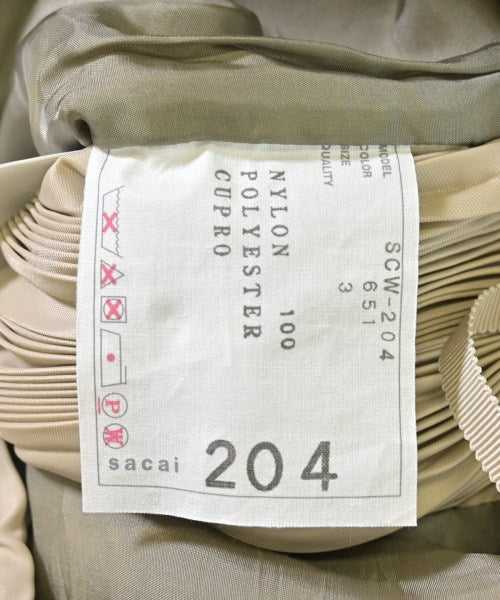 MODEL SCW-204
COLOR 651
SIZE 3
QUALITY
NYLON 100
POLYESTER
CUPRO
P
W
sacai
204